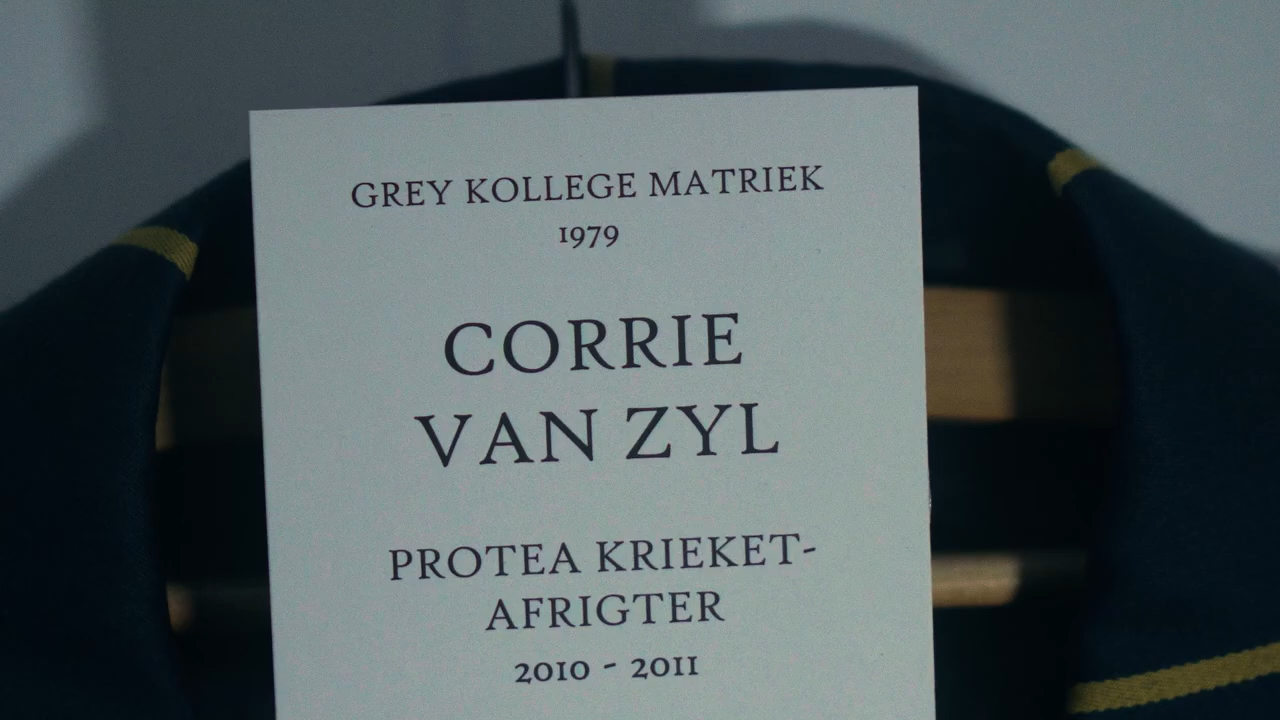 GREY KOLLEGE MATRIEK
1979
CORRIE
VAN ZYL
PROTEA KRIEKET-
AFRIGTER
2010 - 2011